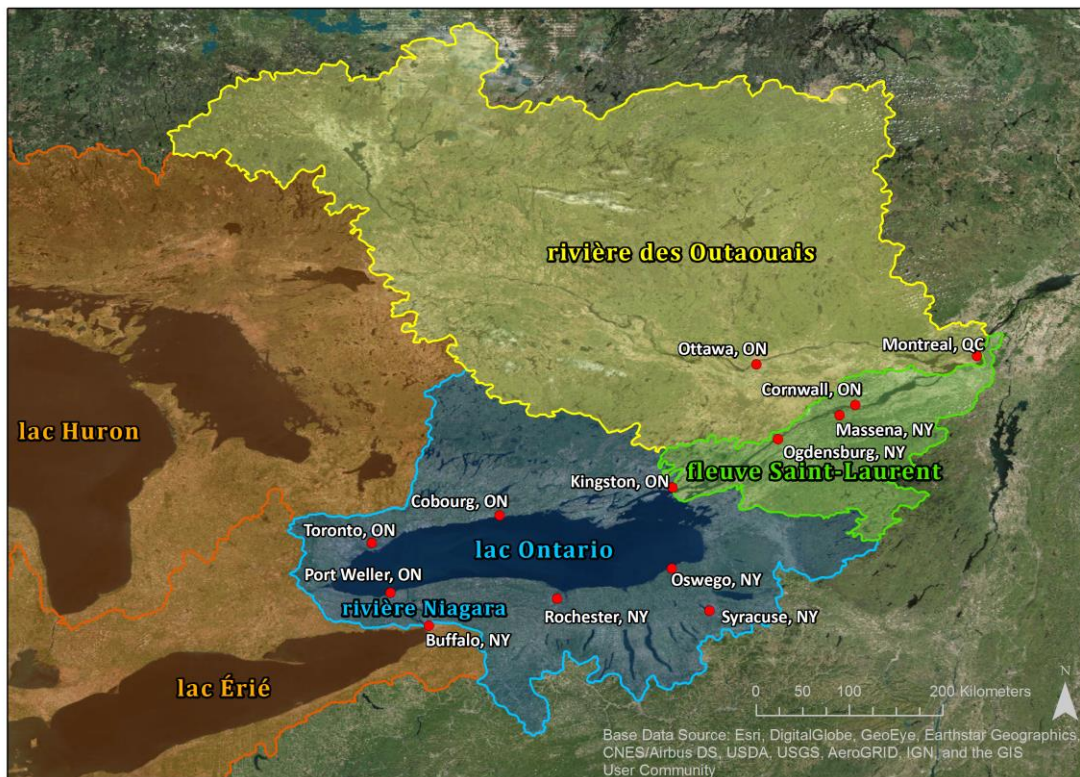 rivière des Outaouais
Ottawa, ON
Montreal, QC
Cornwall, ON
lac Huron
Massena, NY
Ogdensburg, NY
fleuve Saint-Laurent
Kingston, ON
Cobourg, ON
Toronto, ON
lac Ontario
Port Weller, ON
Oswego, NY
rivière Niagara
Rochester, NY
Syracuse, NY
Buffalo, NY
lac Érié
N
0 50 100 200 Kilometers
Base Data Source: Esri, DigitalGlobe, GeoEye, Earthstar Geographics,
CNES/Airbus DS, USDA, USGS, AeroGRID, IGN, and the GIS
User Community